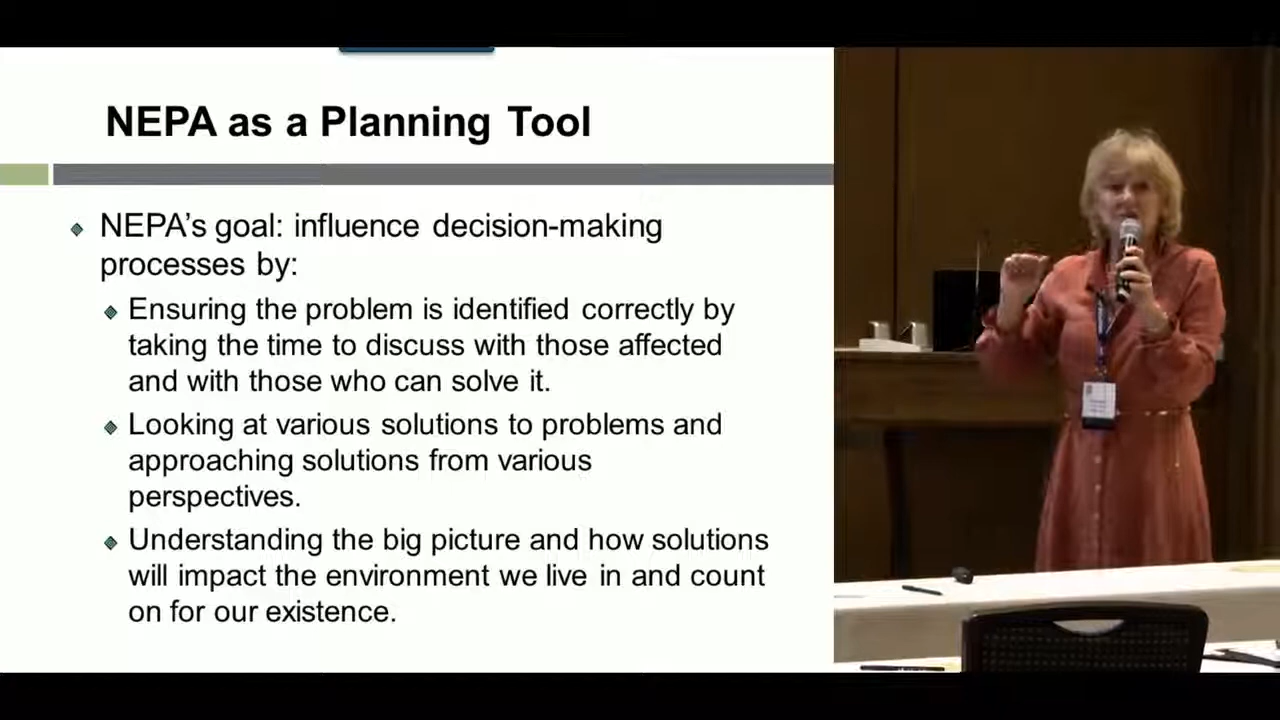 NEPA as a Planning Tool
NEPA’s goal: influence decision-making
processes by:
Ensuring the problem is identified correctly by
taking the time to discuss with those affected
and with those who can solve it.
Looking at various solutions to problems and
approaching solutions from various
perspectives.
Understanding the big picture and how solutions
will impact the environment we live in and count
on for our existence.